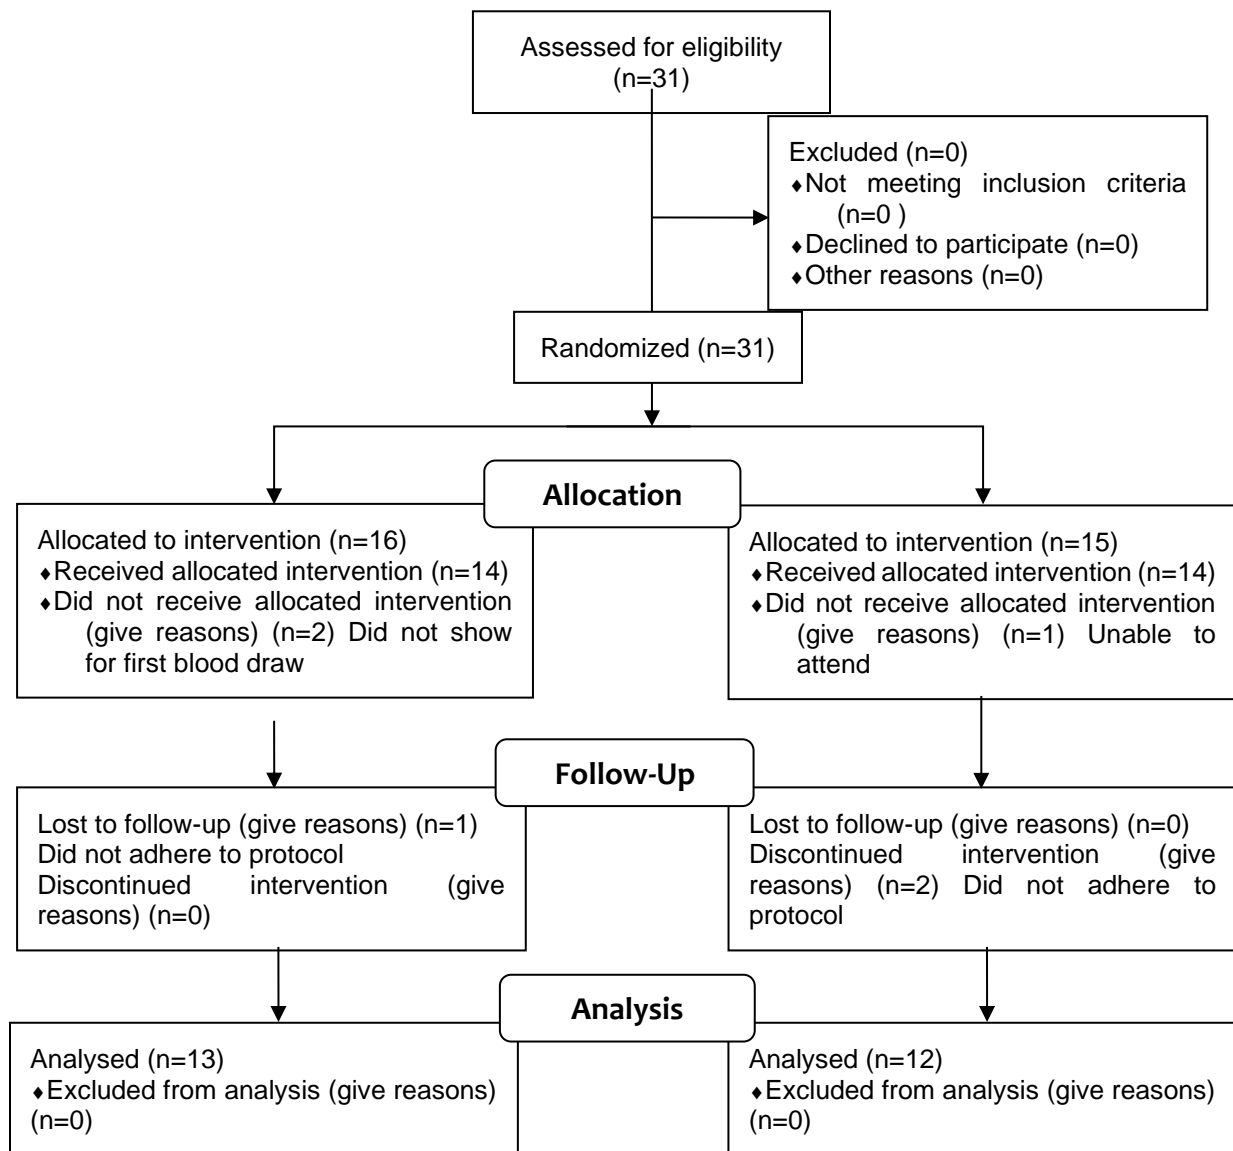 Assessed for eligibility
(n=31)
Excluded (n=0)
♦Not meeting inclusion criteria
(n=0 )
♦Declined to participate (n=0)
♦Other reasons (n=0)
Randomized (n=31)
Allocation
Allocated to intervention (n=16)
♦Received allocated intervention (n=14)
♦Did not receive allocated intervention
(give reasons) (n=2) Did not show
for first blood draw
Allocated to intervention (n=15)
♦Received allocated intervention (n=14)
♦Did not receive allocated intervention
(give reasons) (n=1) Unable to
attend
Follow-Up
Lost to follow-up (give reasons) (n=1)
Did not adhere to protocol
Discontinued intervention (give
reasons) (n=0)
Lost to follow-up (give reasons) (n=0)
Discontinued intervention (give
reasons) (n=2) Did not adhere to
protocol
Analysis
Analysed (n=13)
♦Excluded from analysis (give reasons)
(n=0)
Analysed (n=12)
♦Excluded from analysis (give reasons)
(n=0)